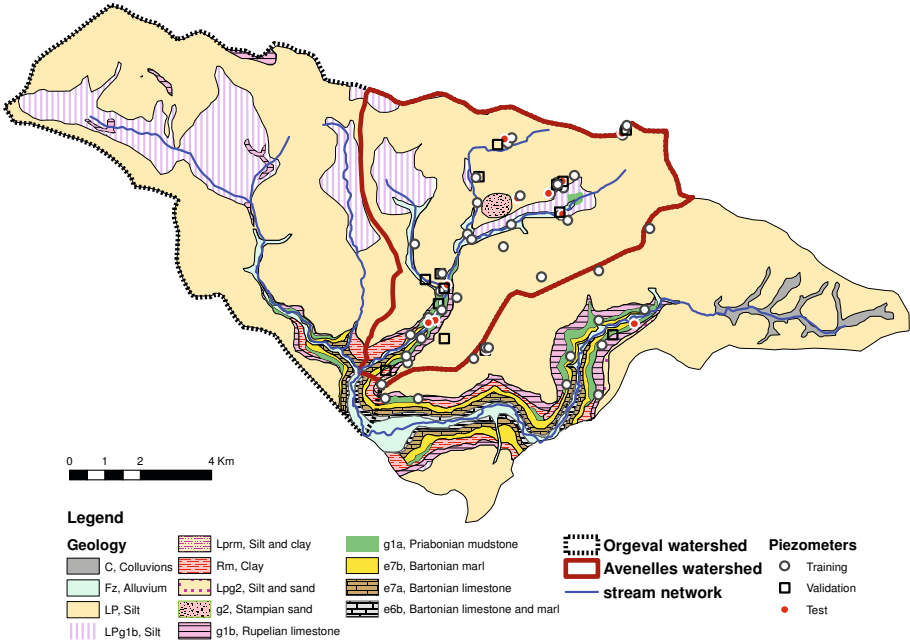 0 1 2 4 Km
Legend
Geology
C, Colluvions
Fz, Alluvium
LP, Silt
LPg1b, Silt
Lprm, Silt and clay
Rm, Clay
Lpg2, Silt and sand
g2, Stampian sand
g1b, Rupelian limestone
g1a, Priabonian mudstone
e7b, Bartonian marl
e7a, Bartonian limestone
e6b, Bartonian limestone and marl
Orgeval watershed
Avenelles watershed
stream network
Piezometers
Training
Validation
Test